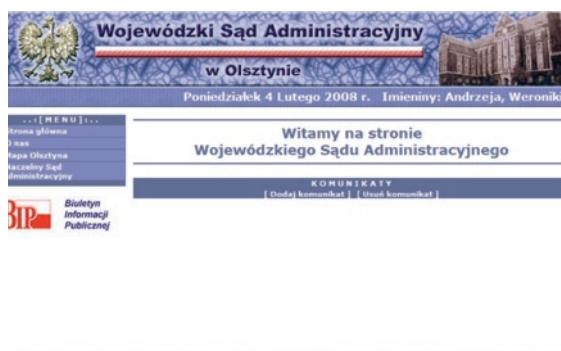 Wojewódzki Sąd Administracyjny
w Olsztynie
Poniedziałek 4 Lutego 2008 r. Imieniny: Andrzeja, Weroniki
..:[MENU]:..
Strona główna
O nas
Mapa Olsztyna
Naczelny Sąd
Administracyjny
Witamy na stronie
Wojewódzkiego Sądu Administracyjnego
KOMUNIKATY
[ Dodaj komunikat ] [ Usuń komunikat ]
BIP
Biuletyn
Informacji
Publicznej